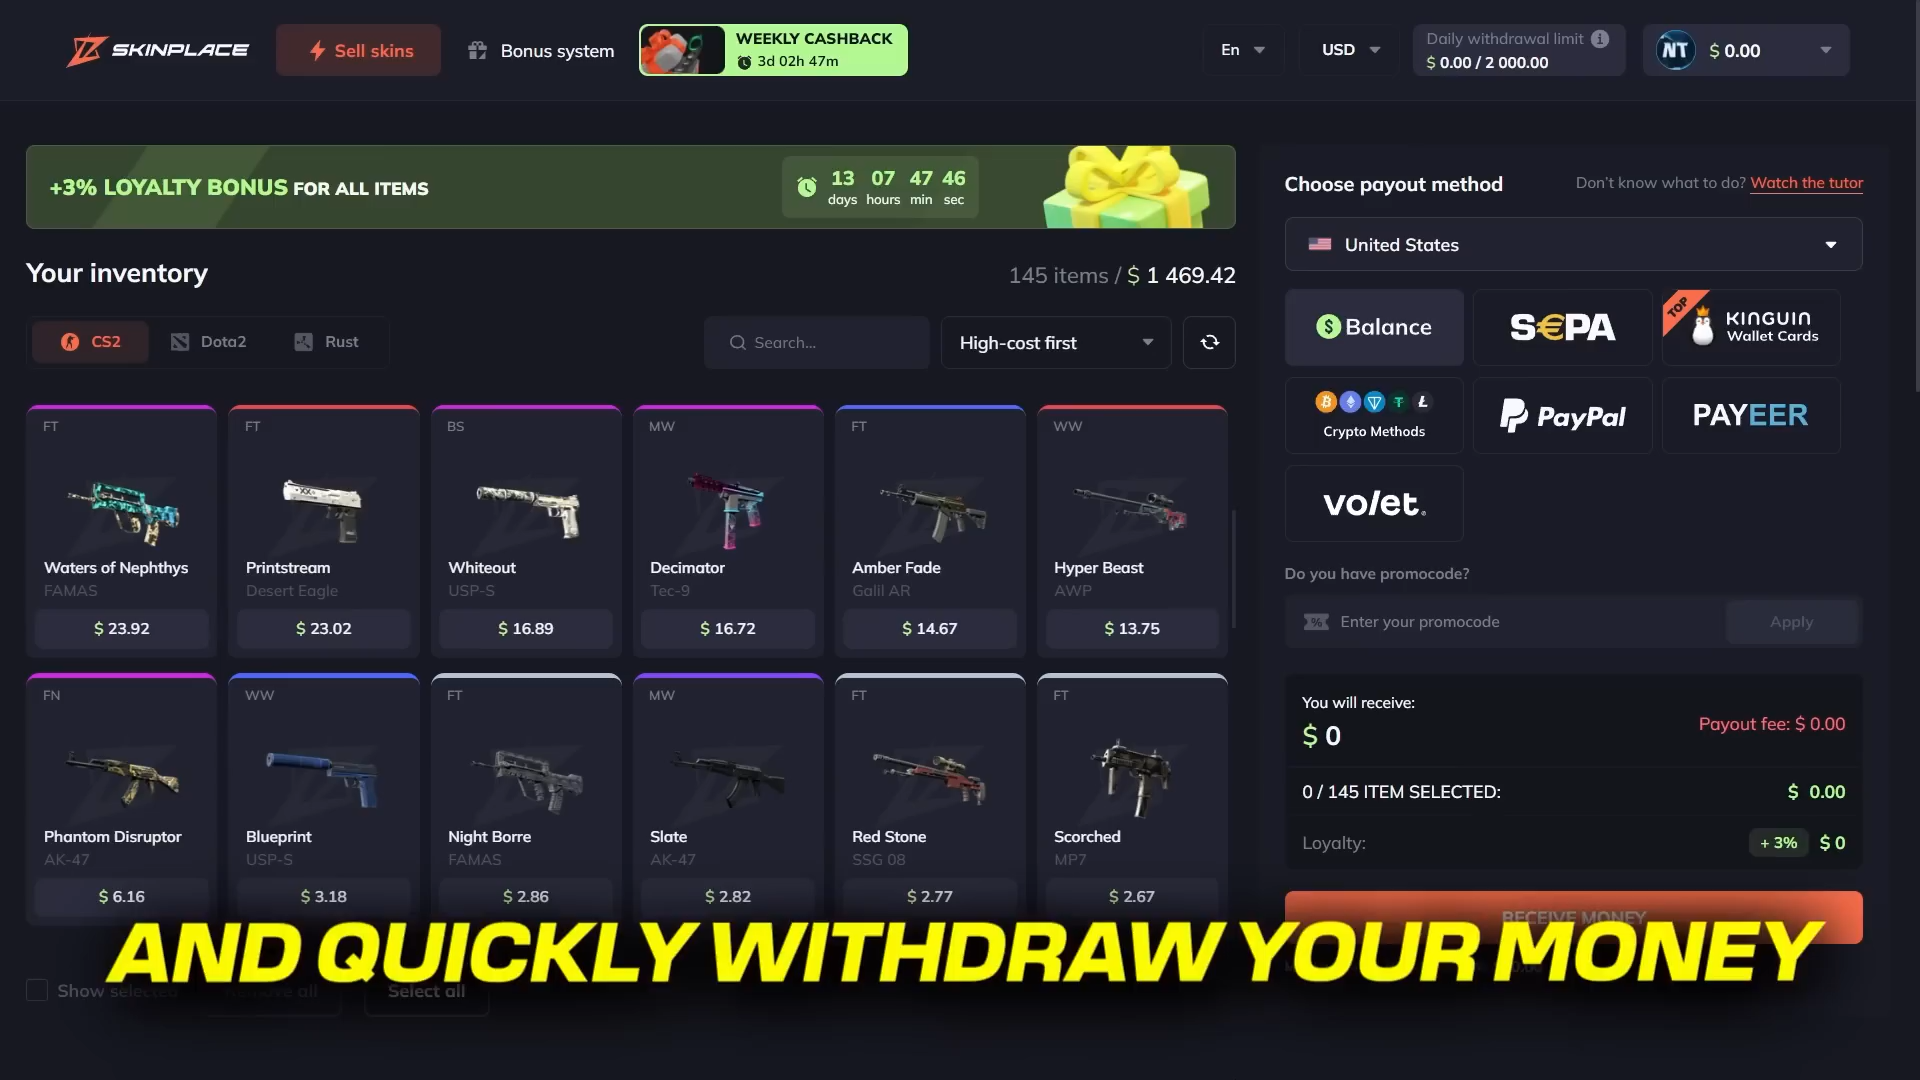 SKINPLACE
Sell skins
Bonus system
WEEKLY CASHBACK
3d 02h 47m
En
USD
Daily withdrawal limit
$ 0.00 / 2 000.00
NT
$ 0.00
+3% LOYALTY BONUS FOR ALL ITEMS
13 07 47 46
days hours min sec
Your inventory
145 items / $ 1 469.42
CS2
Dota2
Rust
Search...
High-cost first
FT
Waters of Nephthys
FAMAS
$ 23.92
FT
Printstream
Desert Eagle
$ 23.02
BS
Whiteout
USP-S
$ 16.89
MW
Decimator
Tec-9
$ 16.72
FT
Amber Fade
Galil AR
$ 14.67
WW
Hyper Beast
AWP
$ 13.75
FN
Phantom Disruptor
AK-47
$ 6.16
WW
Blueprint
USP-S
$ 3.18
FT
Night Borre
FAMAS
$ 2.86
MW
Slate
AK-47
$ 2.82
FT
Red Stone
SSG 08
$ 2.77
FT
Scorched
MP7
$ 2.67
Show selected
Remove all
Select all
Choose payout method
Don't know what to do? Watch the tutor
United States
Balance
S€PA
TOP
KINGUIN
Wallet Cards
Crypto Methods
PayPal
PAYEER
volet.
Do you have promocode?
Enter your promocode
Apply
You will receive:
$ 0
Payout fee: $ 0.00
0 / 145 ITEM SELECTED:
$ 0.00
Loyalty:
+ 3%
$ 0
RECEIVE MONEY
AND QUICKLY WITHDRAW YOUR MONEY